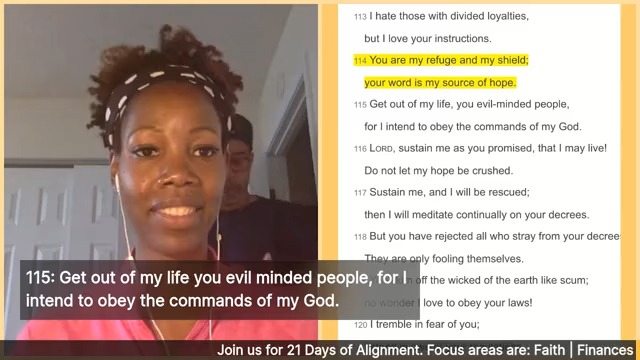 113 I hate those with divided loyalties,
but I love your instructions.
114 You are my refuge and my shield;
your word is my source of hope.
115 Get out of my life, you evil-minded people,
for I intend to obey the commands of my God.
116 LORD, sustain me as you promised, that I may live!
Do not let my hope be crushed.
117 Sustain me, and I will be rescued;
then I will meditate continually on your decrees.
118 But you have rejected all who stray from your decree
They are only fooling themselves.
off the wicked of the earth like scum;
no wonder I love to obey your laws!
120 I tremble in fear of you;
115: Get out of my life you evil minded people, for I
intend to obey the commands of my God.
Join us for 21 Days of Alignment. Focus areas are: Faith | Finances